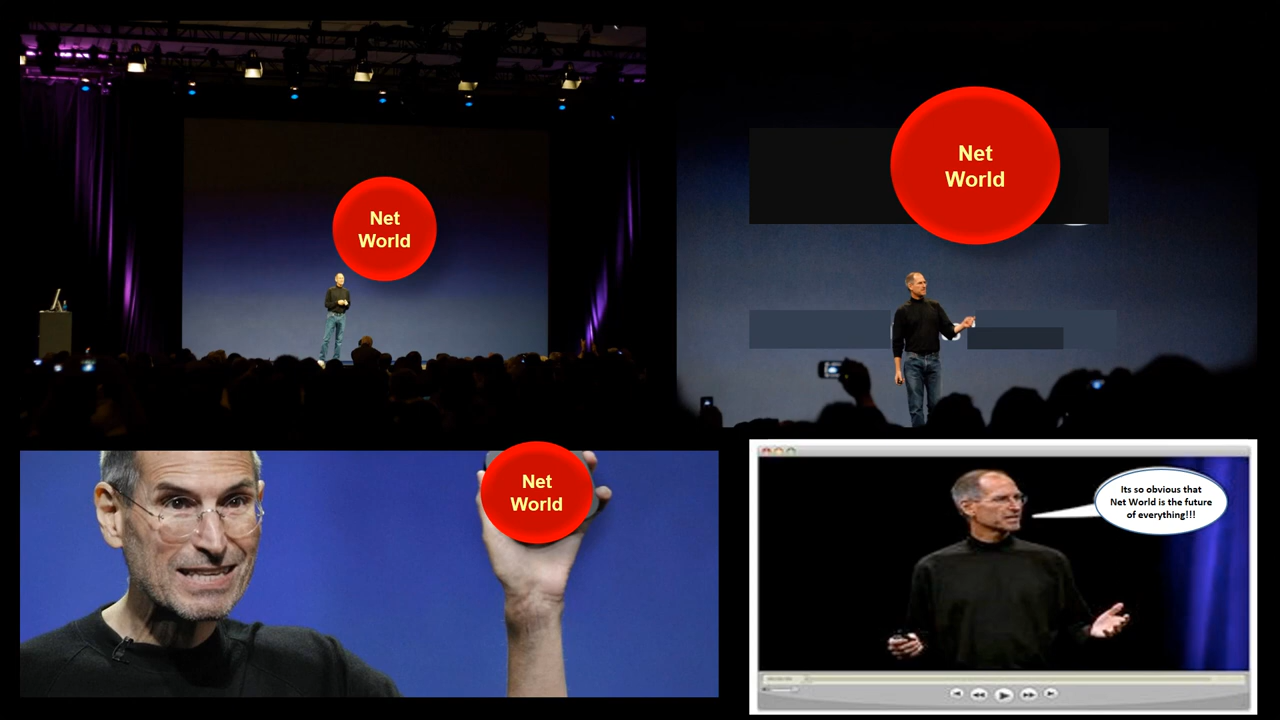 Net
World
Net
World
Net
World
Its so obvious that
Net World is the future
of everything!!!